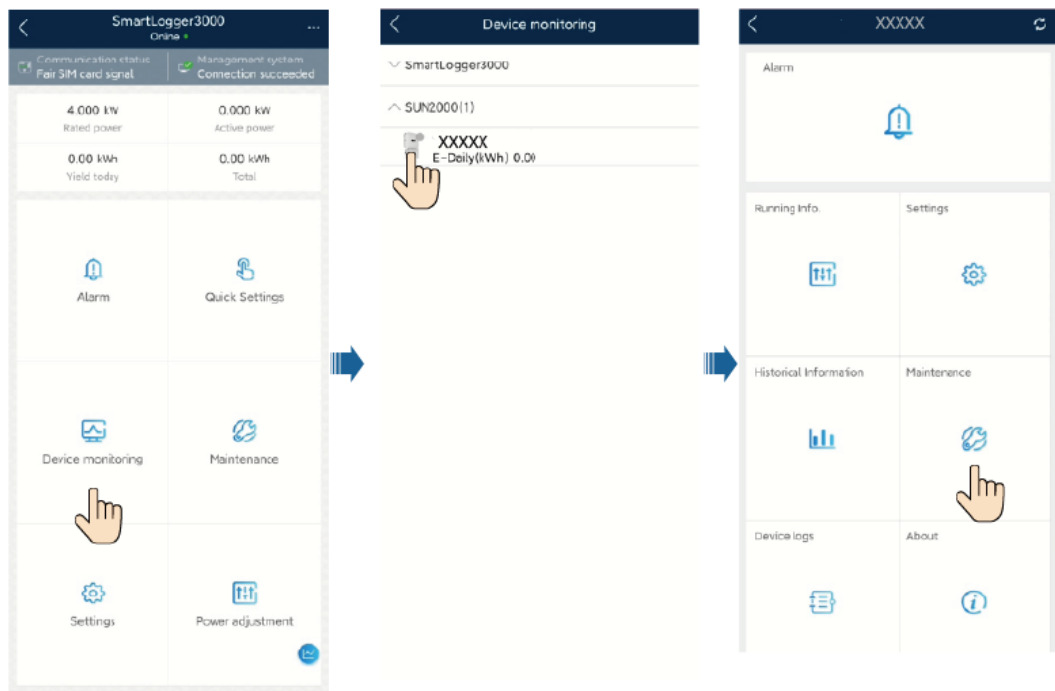 SmartLogger3000
Online
Communication status
Fair SIM card signal
Management system
Connection succeeded
4.000 kW
Rated power
0.000 kW
Active power
0.00 kWh
Yield today
0.00 kWh
Total
Alarm
Quick Settings
Device monitoring
Maintenance
Settings
Power adjustment
Device monitoring
SmartLogger3000
SUN2000(1)
XXXXX
E-Daily(kWh) 0.00
XXXXX
Alarm
Running Info.
Settings
Historical Information
Maintenance
Device logs
About